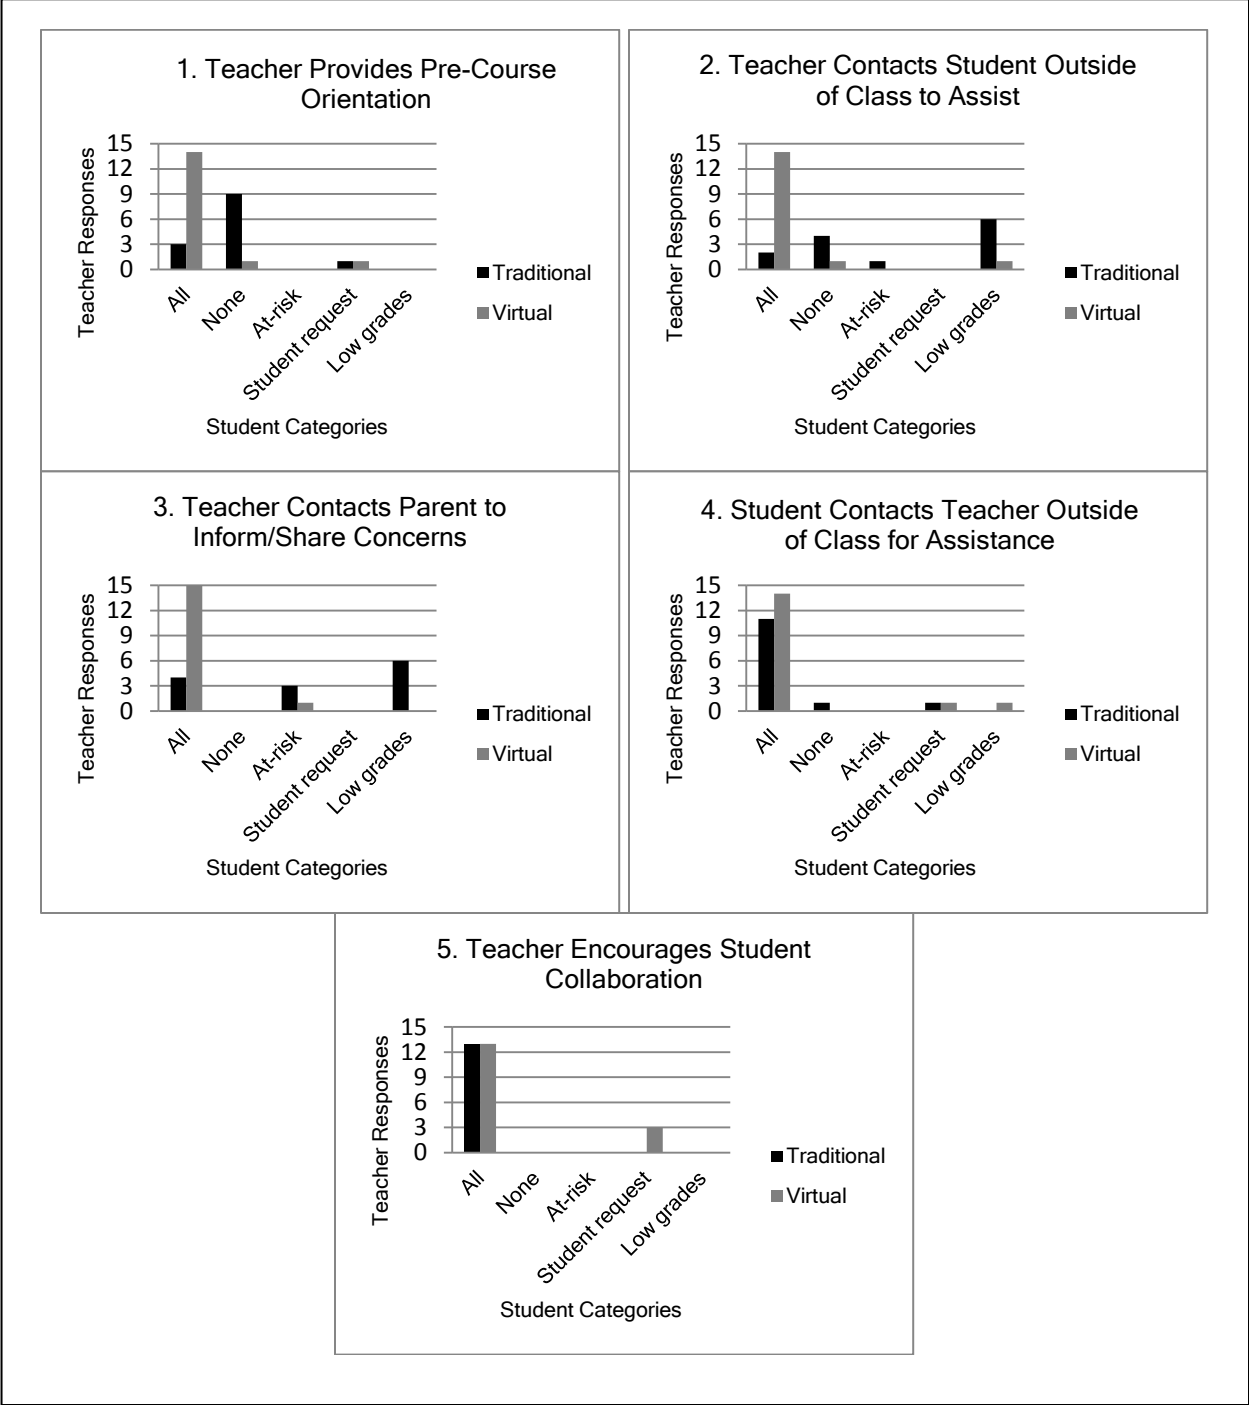 1. Teacher Provides Pre-Course
Orientation
Teacher Responses
15
12
9
6
3
0
All
None
At-risk
Student request
Low grades
Traditional
Virtual
Student Categories
2. Teacher Contacts Student Outside
of Class to Assist
Teacher Responses
15
12
9
6
3
0
All
None
At-risk
Student request
Low grades
Traditional
Virtual
Student Categories
3. Teacher Contacts Parent to
Inform/Share Concerns
Teacher Responses
15
12
9
6
3
0
All
None
At-risk
Student request
Low grades
Traditional
Virtual
Student Categories
4. Student Contacts Teacher Outside
of Class for Assistance
Teacher Responses
15
12
9
6
3
0
All
None
At-risk
Student request
Low grades
Traditional
Virtual
Student Categories
5. Teacher Encourages Student
Collaboration
Teacher Responses
15
12
9
6
3
0
All
None
At-risk
Student request
Low grades
Traditional
Virtual
Student Categories